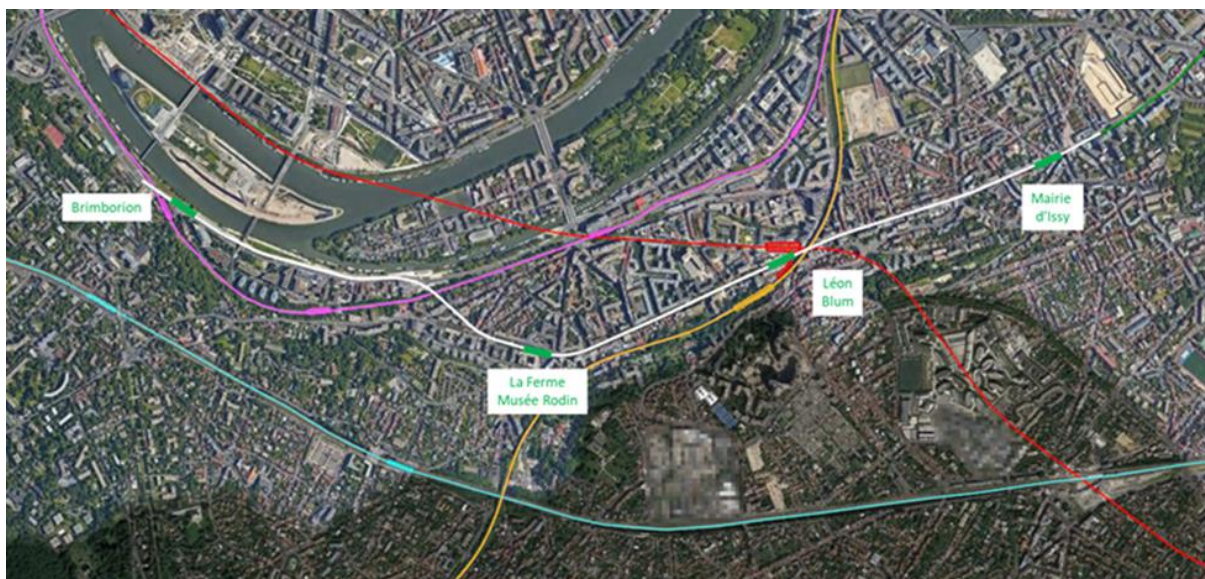 Brimborion
Mairie
d'Issy
Léon
Blum
La Ferme
Musée Rodin